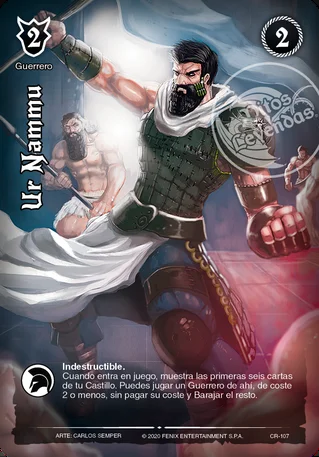 2
2
Guerrero
Mitos y
Leyendas
Ur Nammu
Indestructible.
Cuando entra en juego, muestra las primeras seis cartas
de tu Castillo. Puedes jugar un Guerrero de ahí, de coste
2 o menos, sin pagar su coste y Barajar el resto.
ARTE: CARLOS SEMPER © 2020 FENIX ENTERTAINMENT S.P.A. CR-107